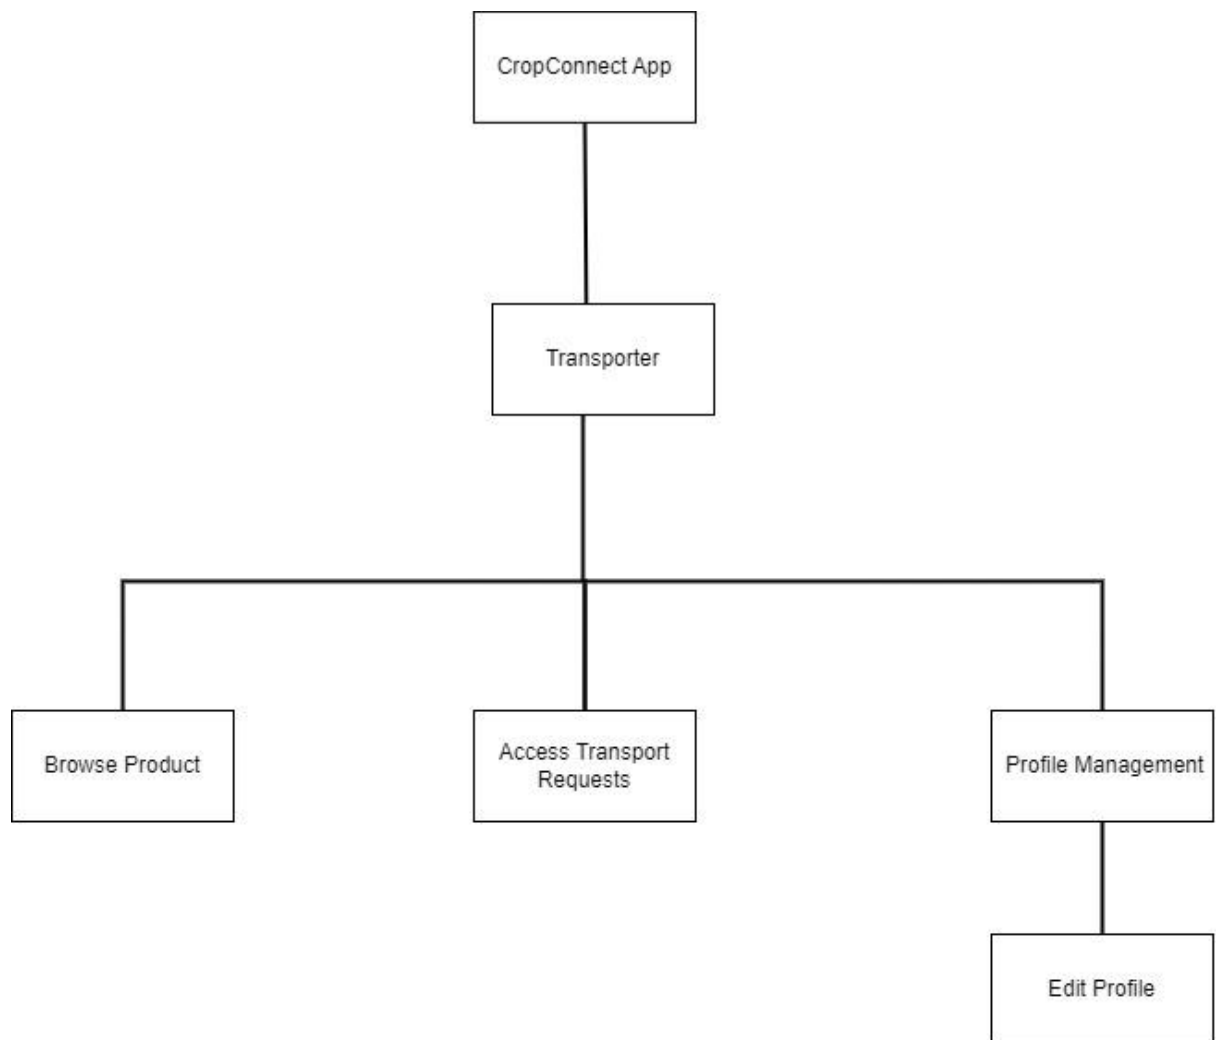 CropConnect App
Transporter
Browse Product
Access Transport
Requests
Profile Management
Edit Profile